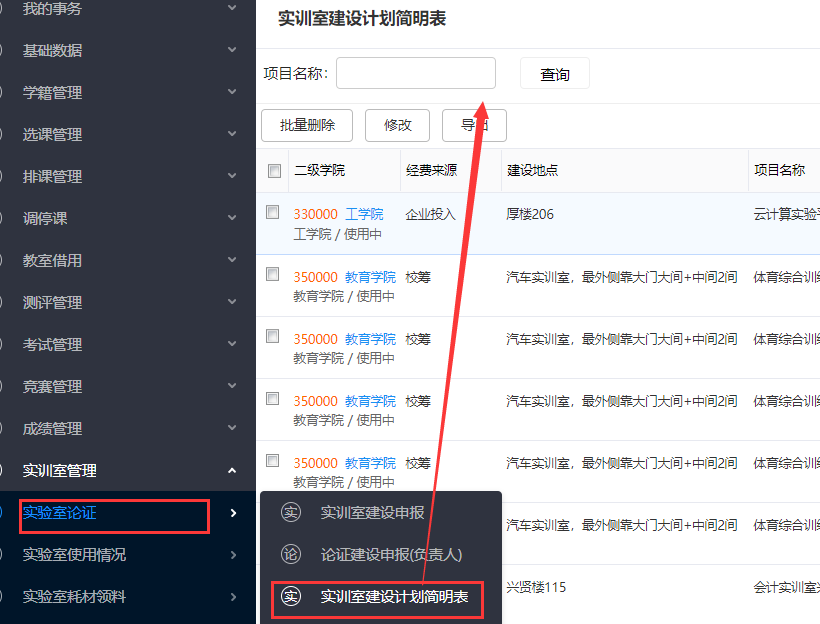 我的事务
基础数据
学籍管理
选课管理
排课管理
调停课
教室借用
测评管理
考试管理
竞赛管理
成绩管理
实训室管理
实验室论证
实验室使用情况
实验室耗材领料
实 实训室建设申报
论 论证建设申报(负责人)
实 实训室建设计划简明表
实训室建设计划简明表
项目名称: 查询
批量删除 修改 导出
二级学院 经费来源 建设地点 项目名称
330000 工学院 企业投入 厚楼206 云计算实验
工学院 / 使用中
350000 教育学院 校筹 汽车实训室，最外侧靠大门大间+中间2间 体育综合训
教育学院 / 使用中
350000 教育学院 校筹 汽车实训室，最外侧靠大门大间+中间2间 体育综合训
教育学院 / 使用中
350000 教育学院 校筹 汽车实训室，最外侧靠大门大间+中间2间 体育综合训
教育学院 / 使用中
350000 教育学院 校筹 汽车实训室，最外侧靠大门大间+中间2间 体育综合训
教育学院 / 使用中
汽车实训室，最外侧靠大门大间+中间2间 体育综合训
兴贤楼115 会计实训室